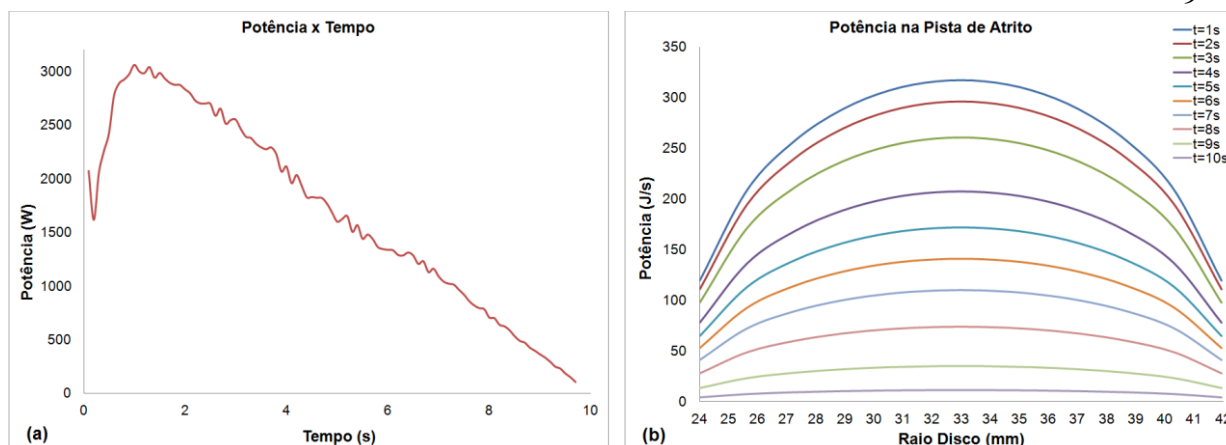 Potência x Tempo
3000
2500
2000
1500
1000
500
0
Potência (W)
0 2 4 6 8 10
Tempo (s)
(a)
Potência na Pista de Atrito
350
300
250
200
150
100
50
0
Potência (J/s)
24 25 26 27 28 29 30 31 32 33 34 35 36 37 38 39 40 41 42
Raio Disco (mm)
(b)
t=1s
t=2s
t=3s
t=4s
t=5s
t=6s
t=7s
t=8s
t=9s
t=10s